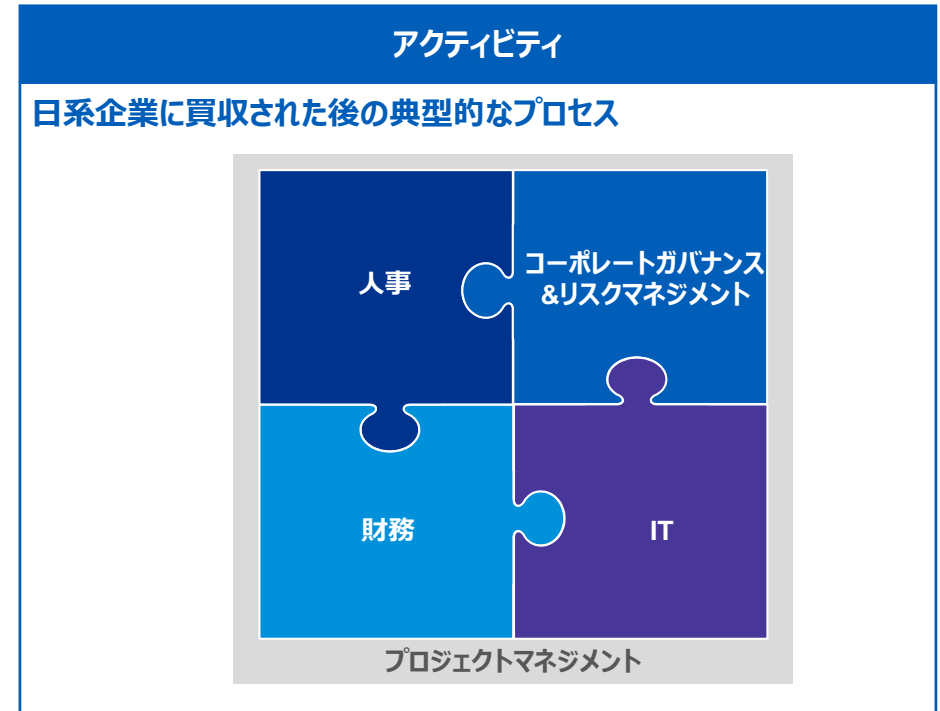 アクティビティ
日系企業に買収された後の典型的なプロセス
人事
コーポレートガバナンス
&リスクマネジメント
財務
IT
プロジェクトマネジメント